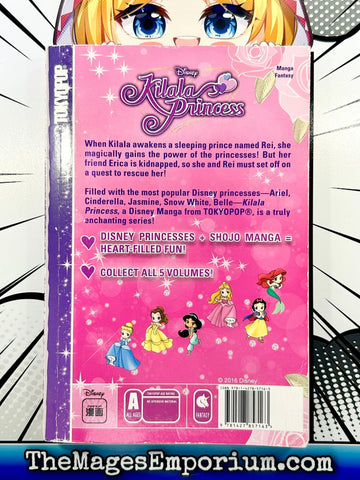 TOKYOPOP
Disney
Kilala
Princess
Manga
Fantasy
When Kilala awakens a sleeping prince named Rei, she
magically gains the power of the princesses! But her
friend Erica is kidnapped, so she and Rei must set off on
a quest to rescue her!
Filled with the most popular Disney princesses—Ariel,
Cinderella, Jasmine, Snow White, Belle—Kilala
Princess, a Disney Manga from TOKYOPOP®, is a truly
enchanting series!
DISNEY PRINCESSES + SHOJO MANGA =
HEART-FILLED FUN!
COLLECT ALL 5 VOLUMES!
© 2016 Disney
Disney
A
ALL AGES
FANTASY
TheMagesEmporium.com